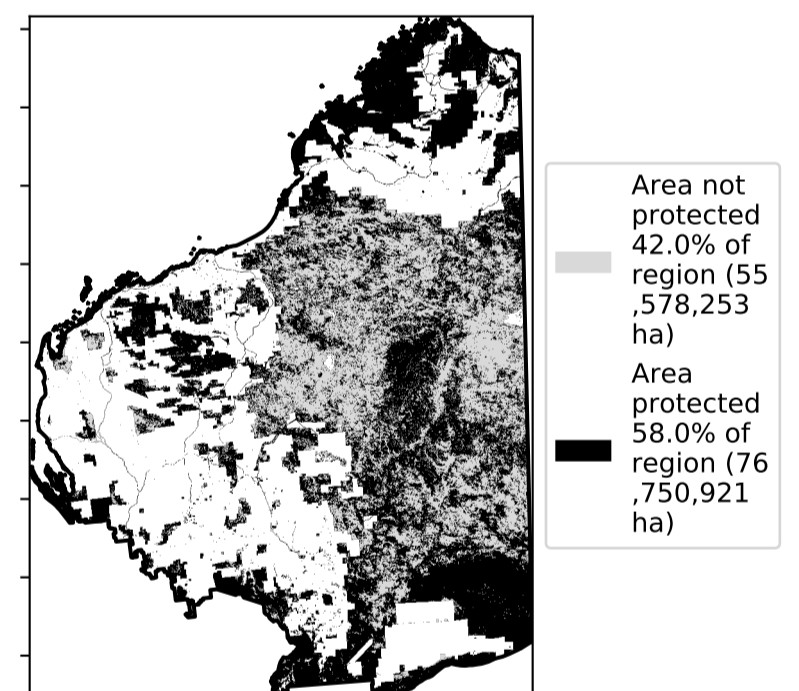 Area not
protected
42.0% of
region (55
,578,253
ha)
Area
protected
58.0% of
region (76
,750,921
ha)